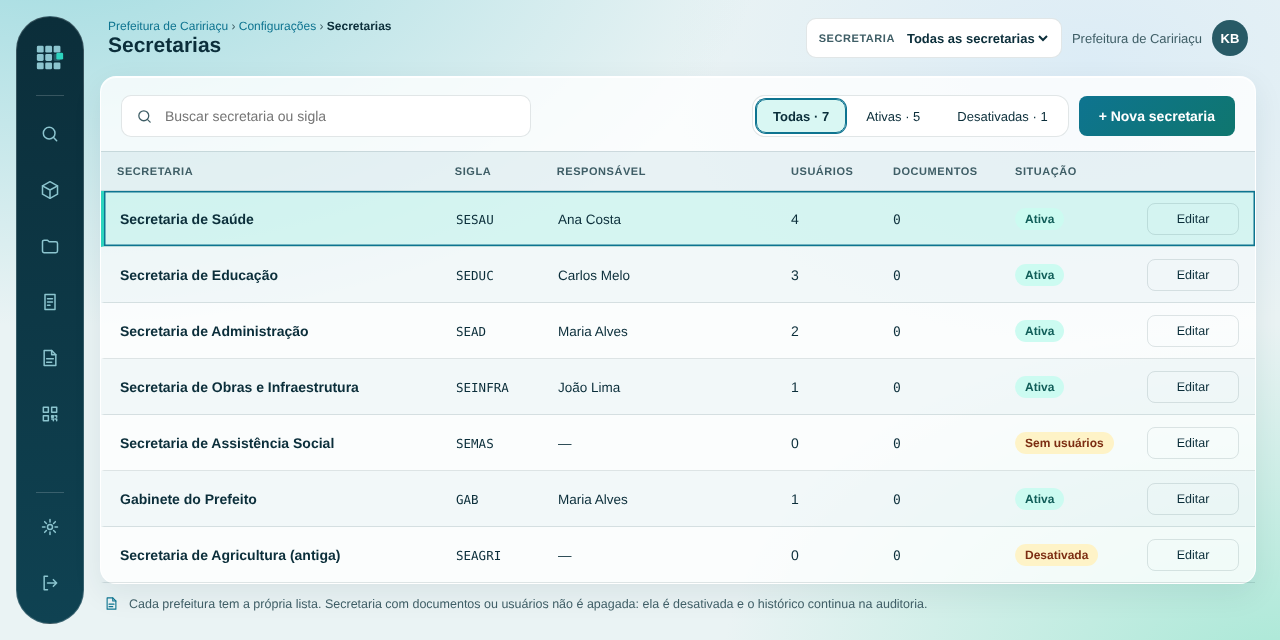 Prefeitura de Caririaçu › Configurações › Secretarias
Secretarias
SECRETARIA Todas as secretarias
Prefeitura de Caririaçu
KB
Buscar secretaria ou sigla
Todas · 7 Ativas · 5 Desativadas · 1
+ Nova secretaria
SECRETARIA SIGLA RESPONSÁVEL USUÁRIOS DOCUMENTOS SITUAÇÃO
Secretaria de Saúde SESAU Ana Costa 4 0 Ativa Editar
Secretaria de Educação SEDUC Carlos Melo 3 0 Ativa Editar
Secretaria de Administração SEAD Maria Alves 2 0 Ativa Editar
Secretaria de Obras e Infraestrutura SEINFRA João Lima 1 0 Ativa Editar
Secretaria de Assistência Social SEMAS — 0 0 Sem usuários Editar
Gabinete do Prefeito GAB Maria Alves 1 0 Ativa Editar
Secretaria de Agricultura (antiga) SEAGRI — 0 0 Desativada Editar
Cada prefeitura tem a própria lista. Secretaria com documentos ou usuários não é apagada: ela é desativada e o histórico continua na auditoria.